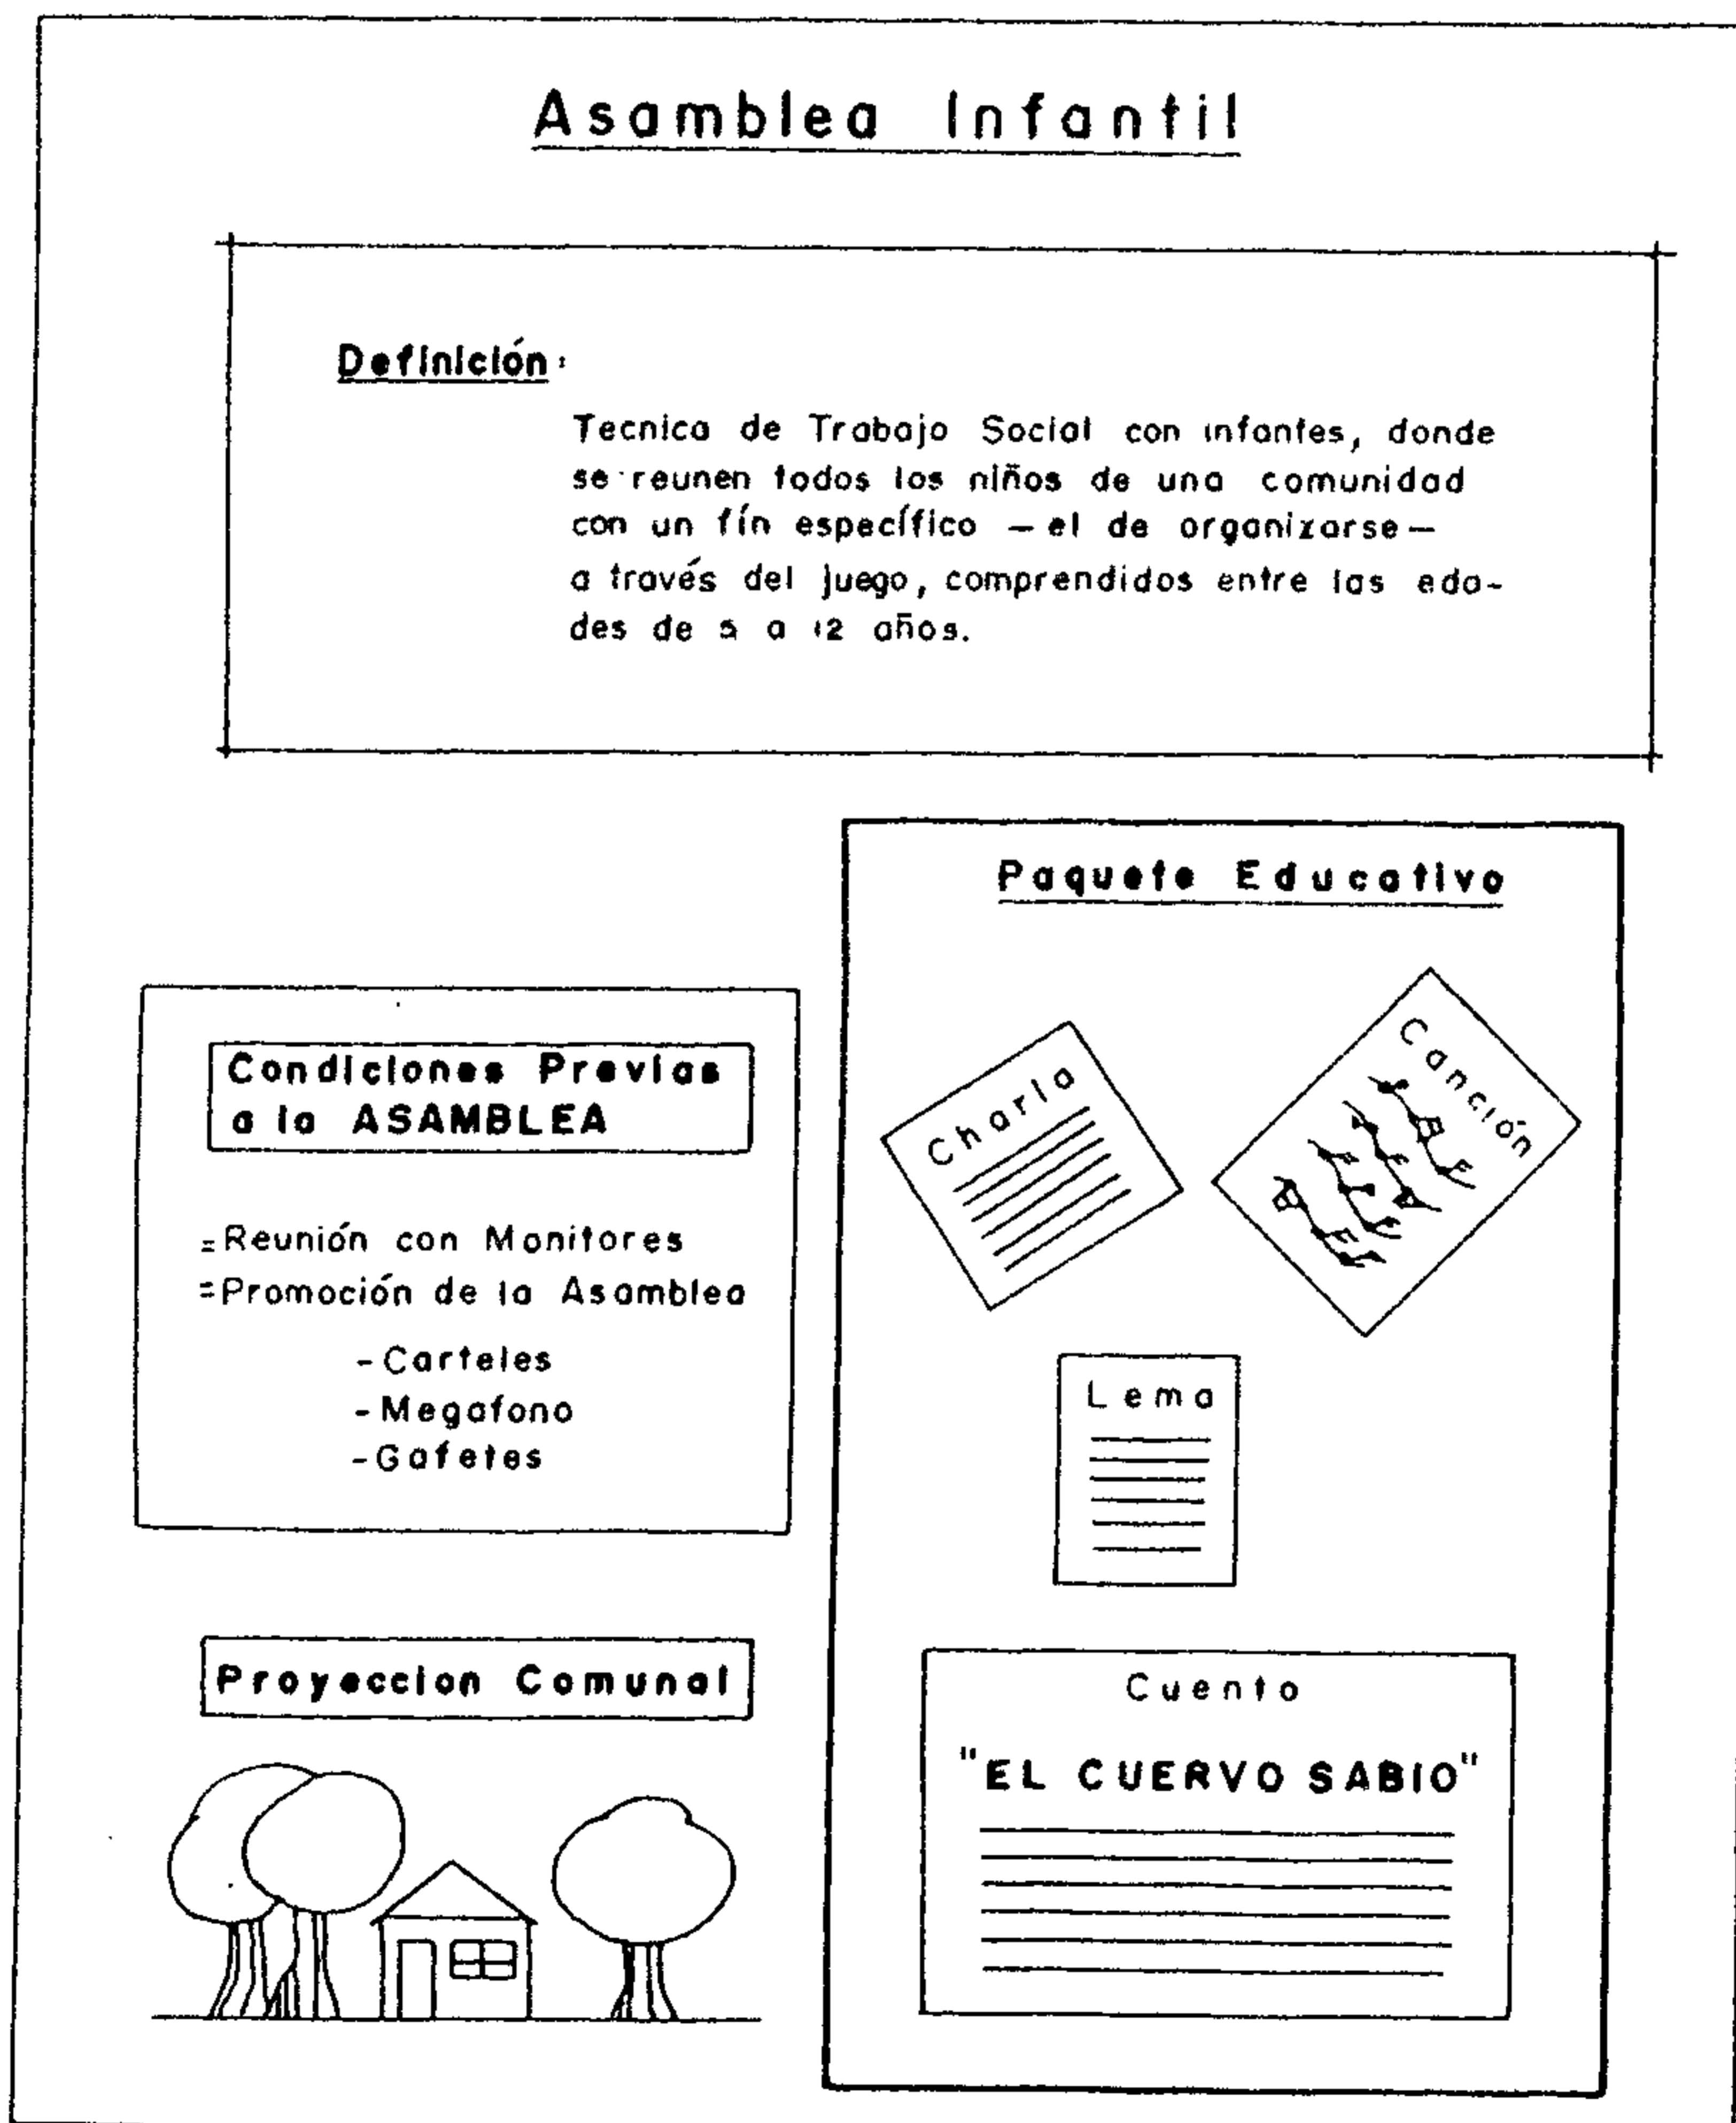 Asamblea Infantil
Definición:
Tecnica de Trabajo Social con infantes, donde
se reunen todos los niños de una comunidad
con un fín específico — el de organizarse —
a través del juego, comprendidos entre las eda-
des de 5 a 12 años.
Paquete Educativo
Charla
Canción
Lema
Cuento
"EL CUERVO SABIO"
Condiciones Previas
a la ASAMBLEA
=Reunión con Monitores
=Promoción de la Asamblea
-Carteles
-Megafono
-Gafetes
Proyeccion Comunal